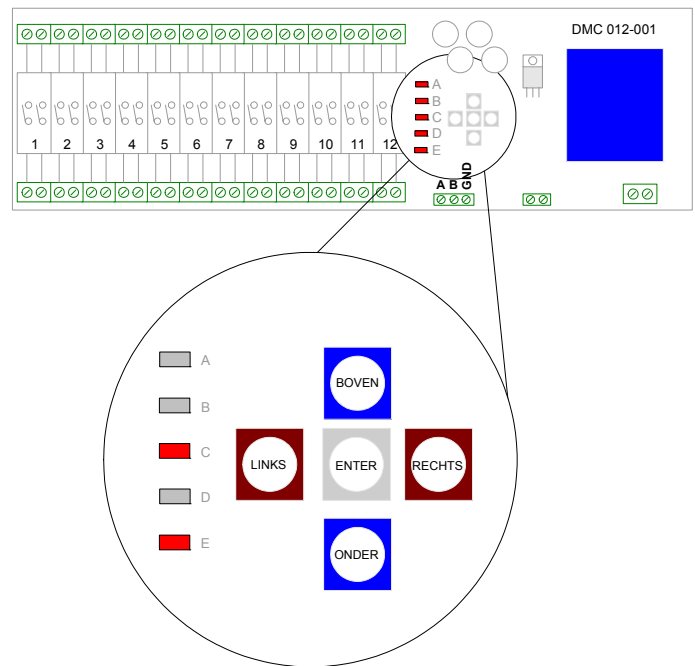 DMC 012-001
A
B
C
D
E
1 2 3 4 5 6 7 8 9 10 11 12
A B GND
A
B
C
D
E
BOVEN
LINKS ENTER RECHTS
ONDER